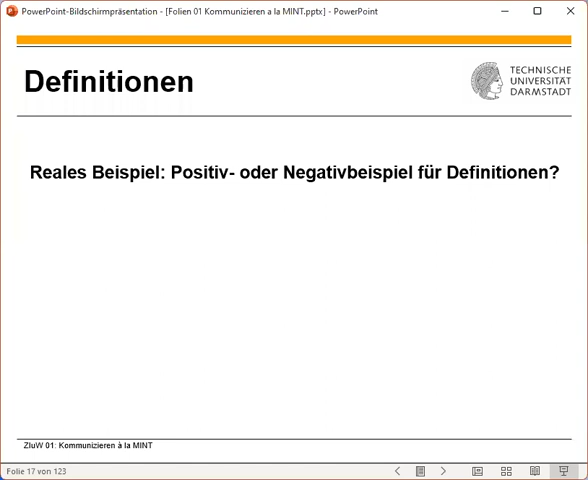 PowerPoint-Bildschirmpräsentation - [Folien 01 Kommunizieren a la MINT.pptx] - PowerPoint
Definitionen
TECHNISCHE
UNIVERSITÄT
DARMSTADT
Reales Beispiel: Positiv- oder Negativbeispiel für Definitionen?
ZluW 01: Kommunizieren à la MINT
Folie 17 von 123